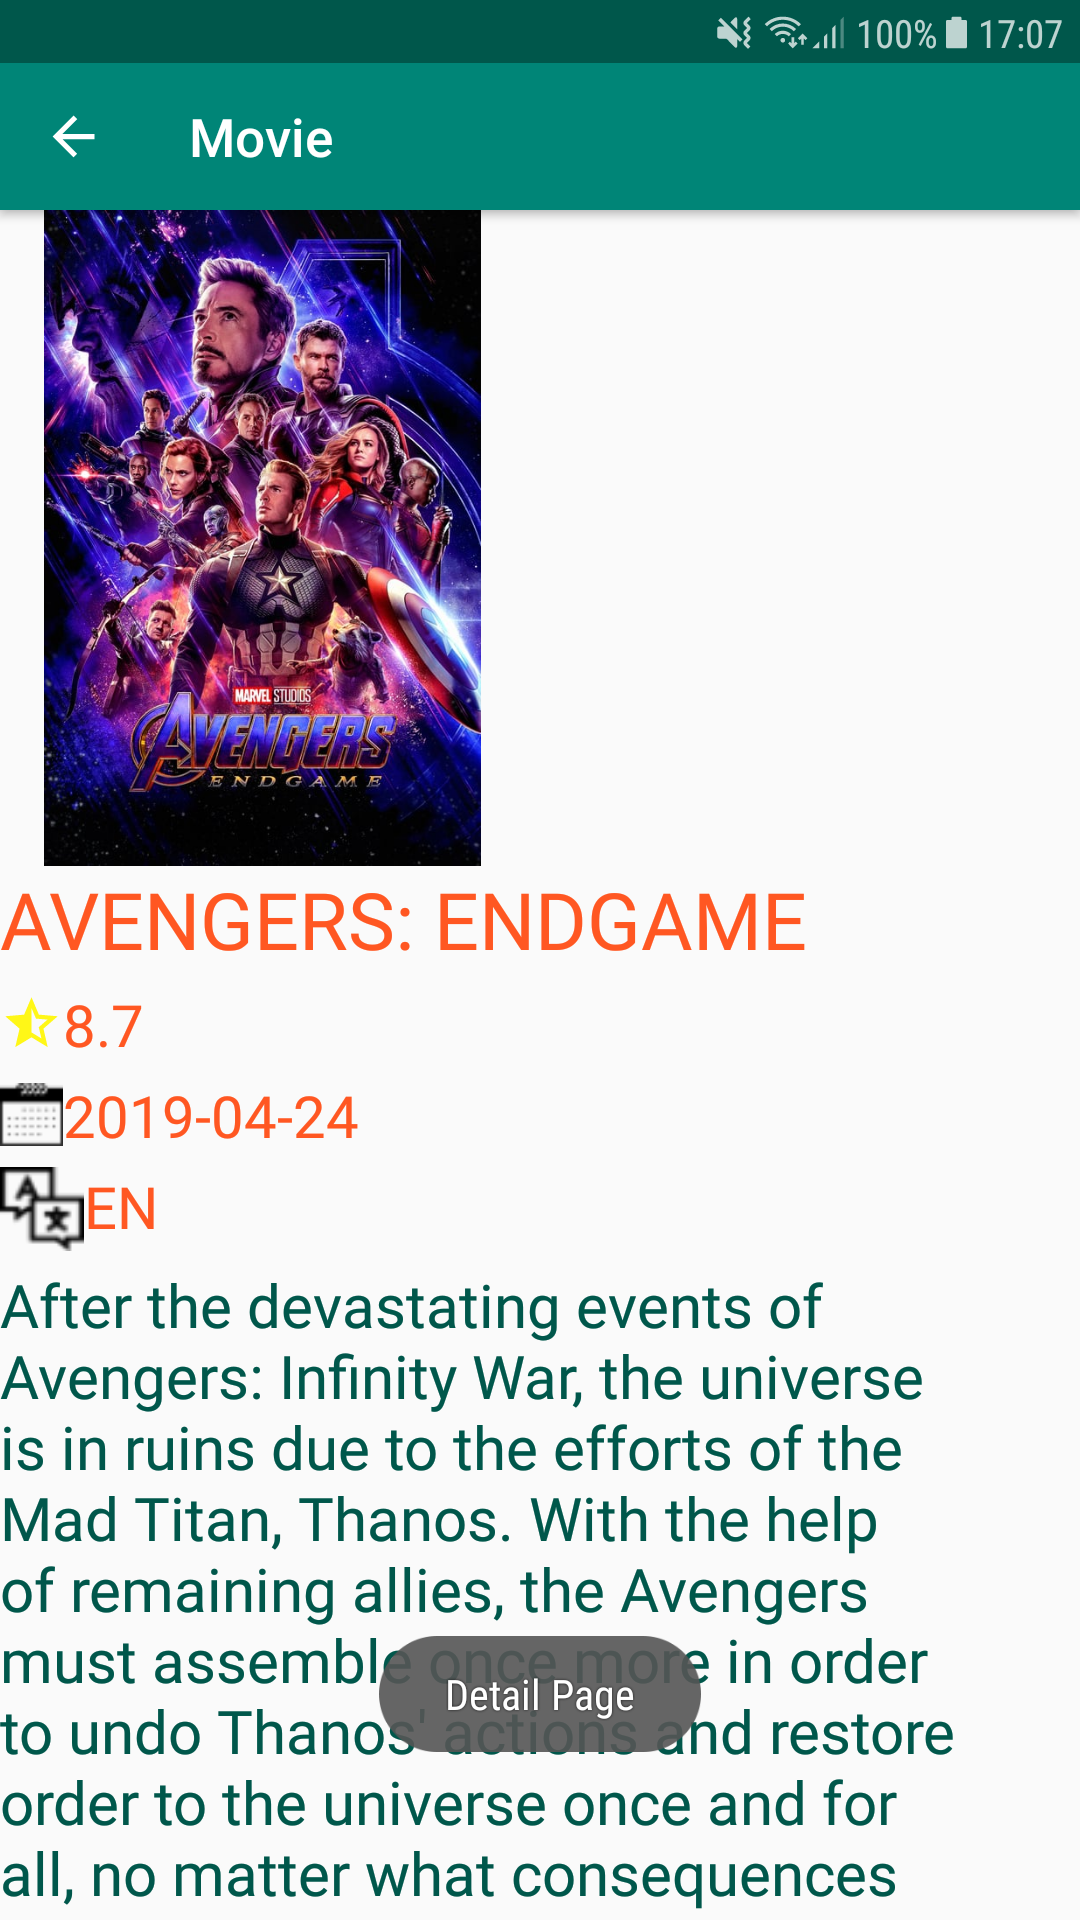 100% 17:07
Movie
MARVEL STUDIOS
AVENGERS
ENDGAME
AVENGERS: ENDGAME
8.7
2019-04-24
EN
After the devastating events of
Avengers: Infinity War, the universe
is in ruins due to the efforts of the
Mad Titan, Thanos. With the help
of remaining allies, the Avengers
must assemble once more in order
Detail Page
to undo Thanos' actions and restore
order to the universe once and for
all, no matter what consequences